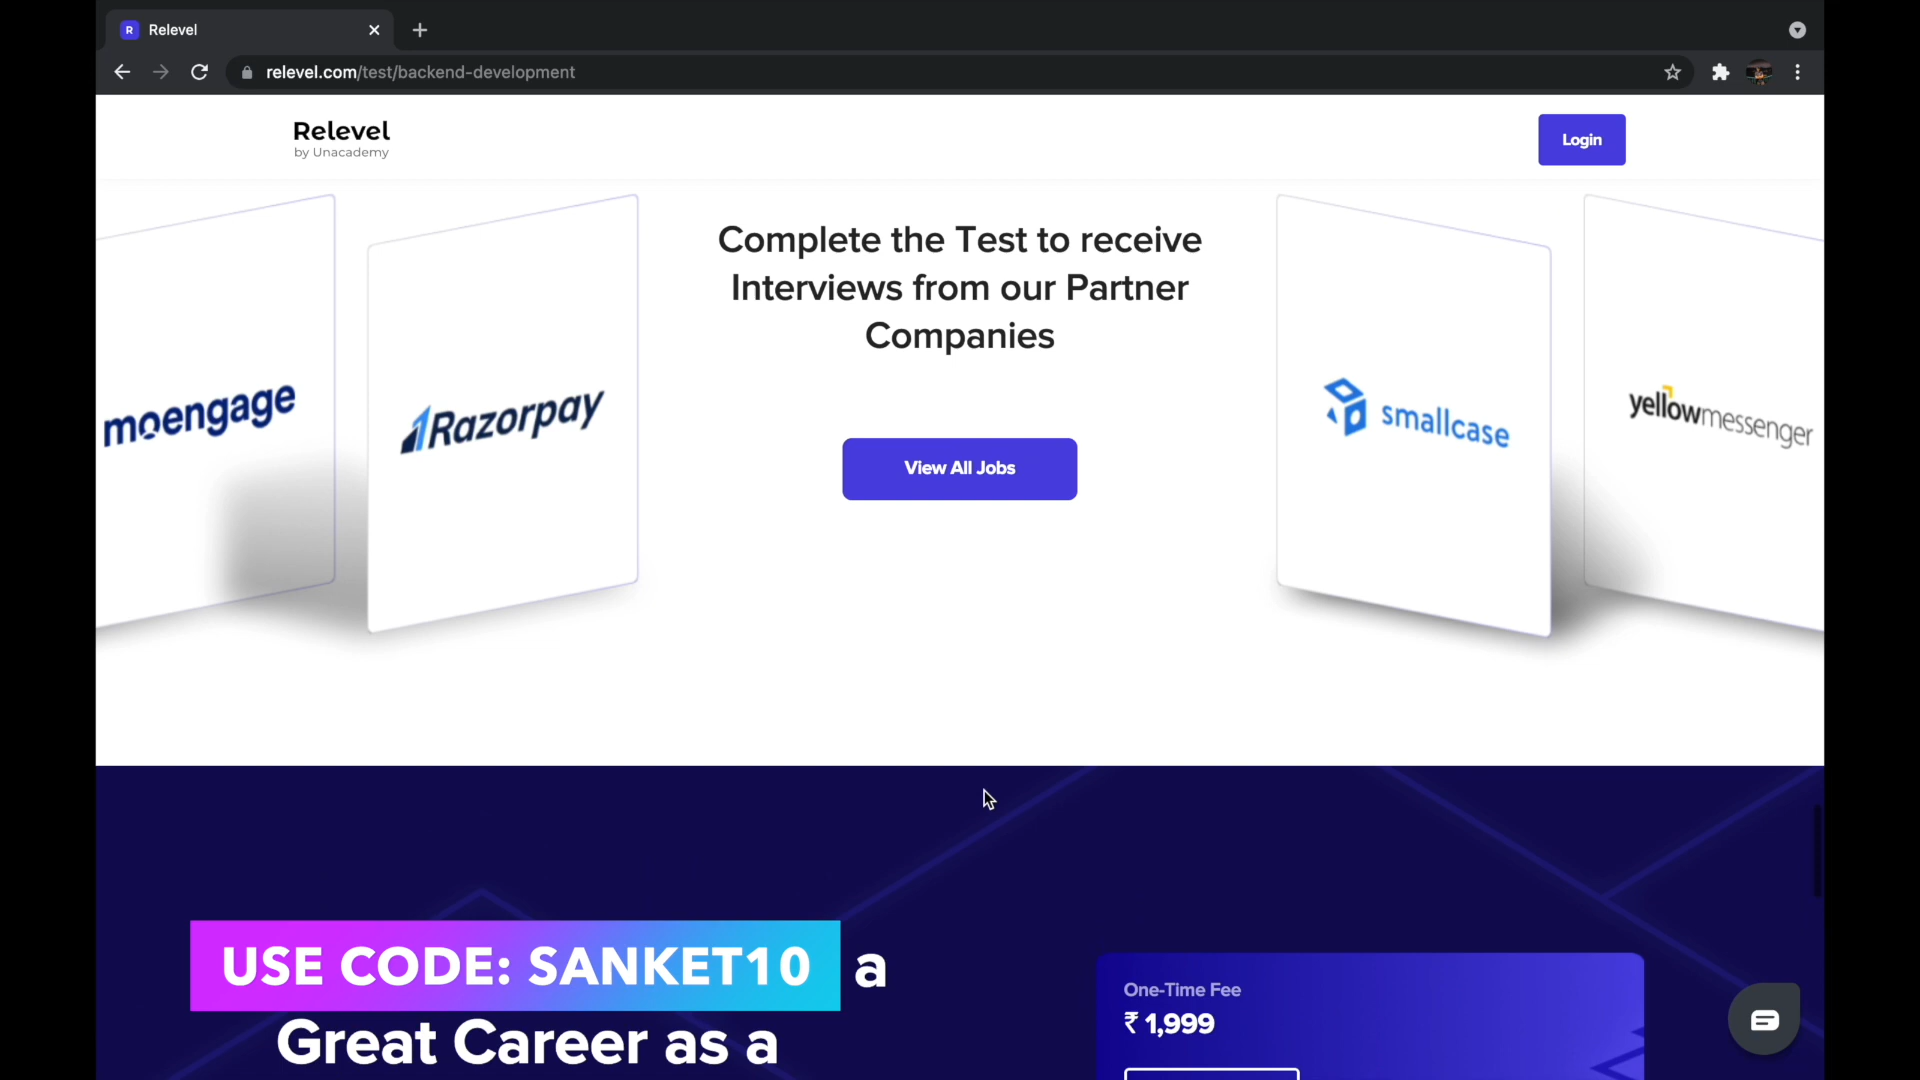 R Relevel
relevel.com/test/backend-development
Relevel
by Unacademy
Login
Complete the Test to receive
Interviews from our Partner
Companies
View All Jobs
moengage
Razorpay
smallcase
yellowmessenger
USE CODE: SANKET10 a
Great Career as a
One-Time Fee
₹ 1,999